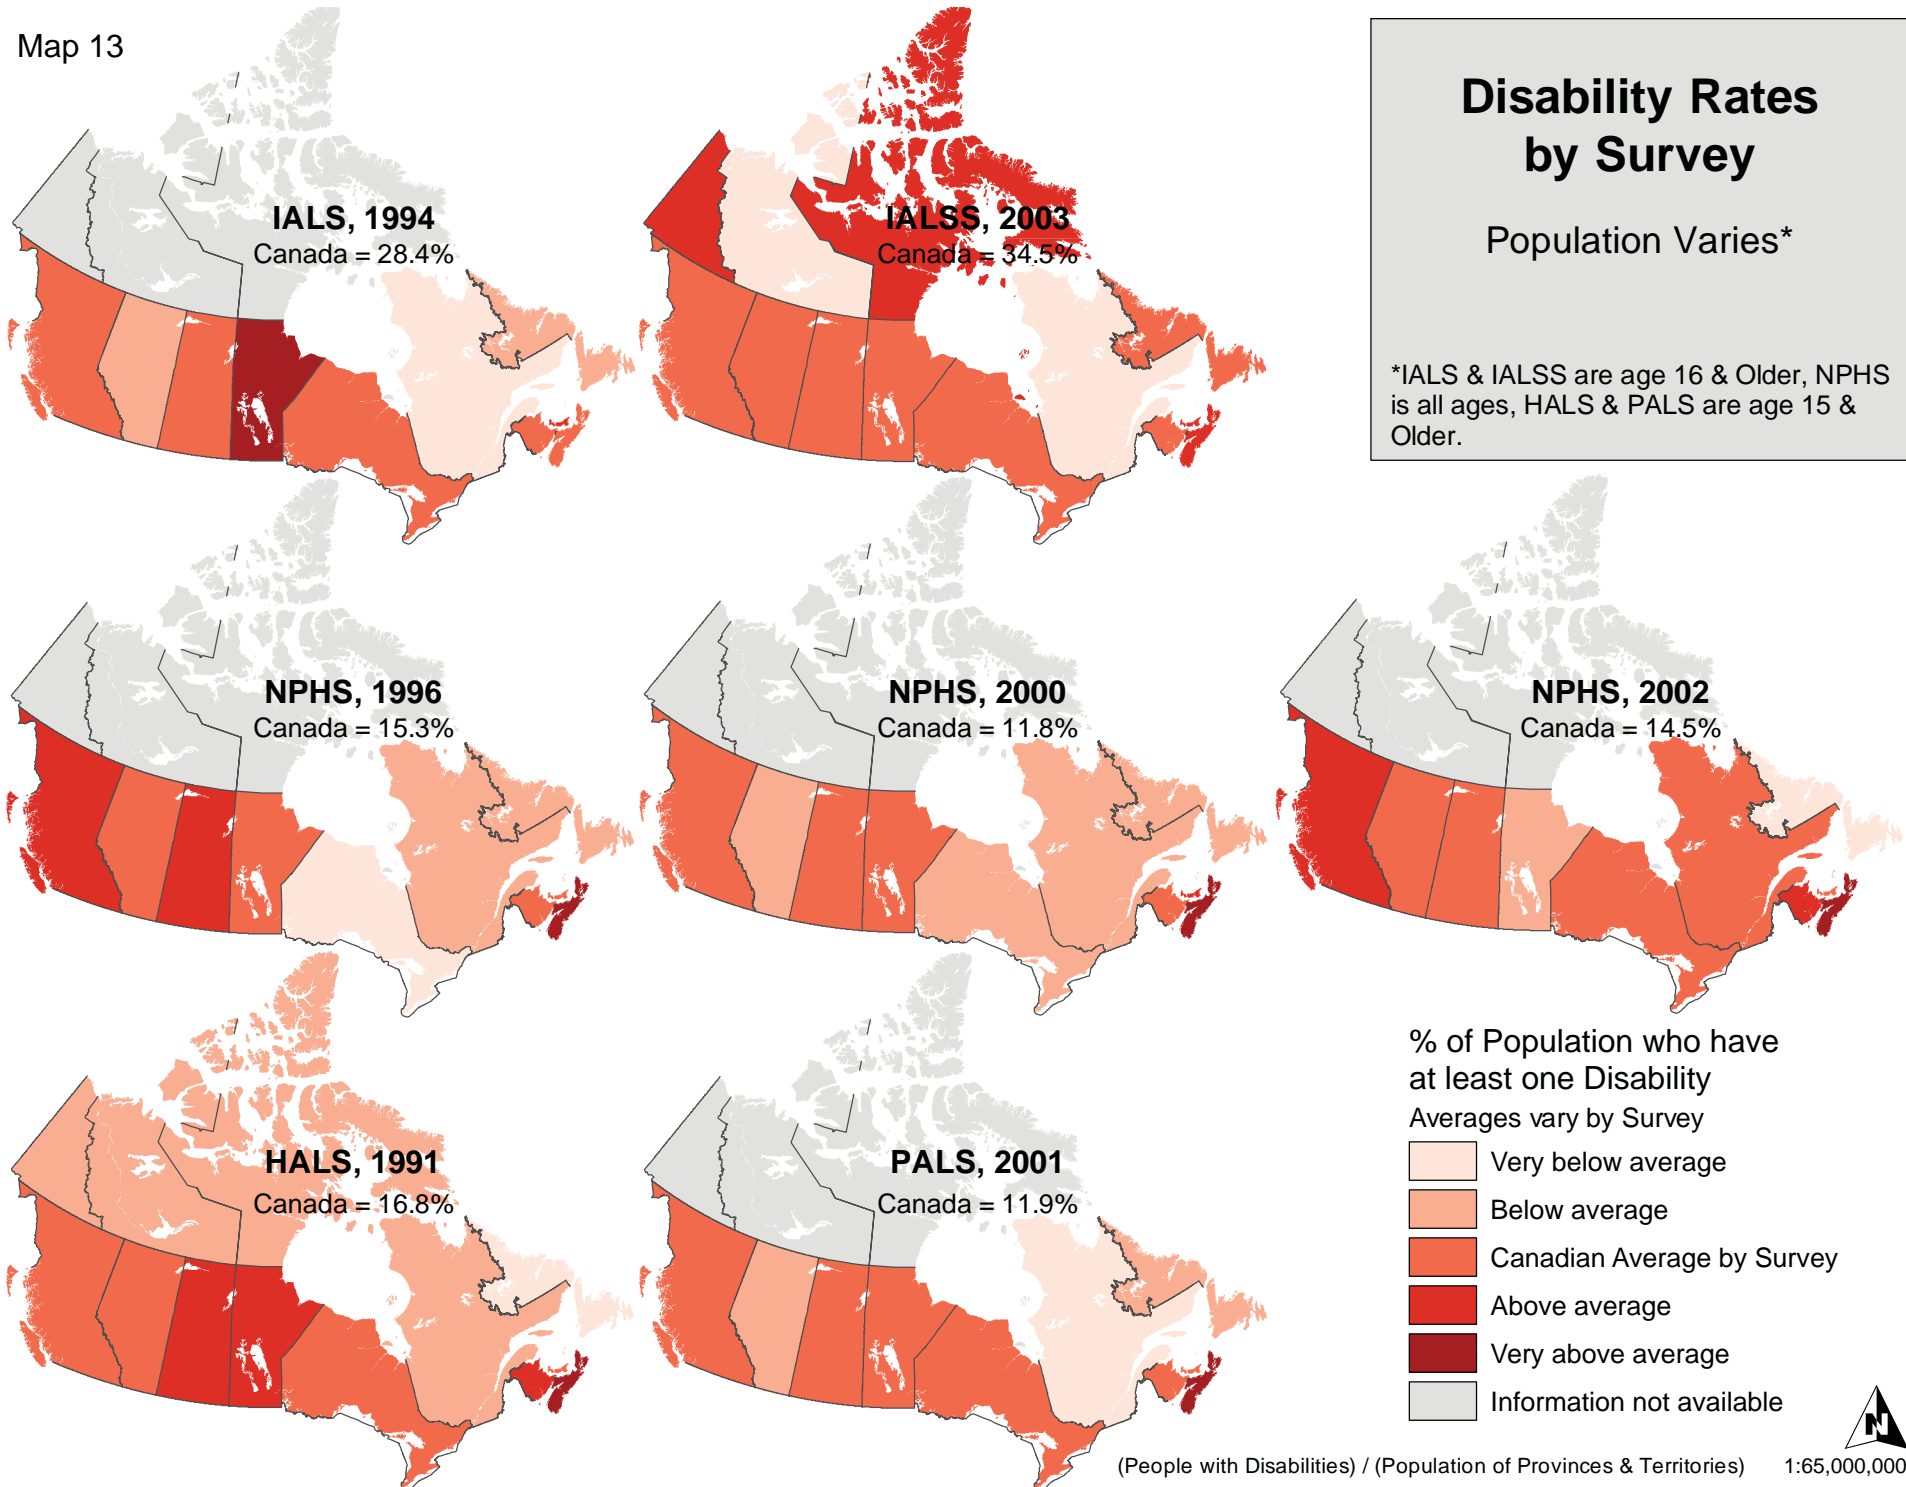 Map 13
Disability Rates
by Survey
Population Varies*
*IALS & IALSS are age 16 & Older, NPHS
is all ages, HALS & PALS are age 15 &
Older.
IALS, 1994
Canada = 28.4%
IALSS, 2003
Canada = 34.5%
NPHS, 1996
Canada = 15.3%
NPHS, 2000
Canada = 11.8%
NPHS, 2002
Canada = 14.5%
HALS, 1991
Canada = 16.8%
PALS, 2001
Canada = 11.9%
% of Population who have
at least one Disability
Averages vary by Survey
Very below average
Below average
Canadian Average by Survey
Above average
Very above average
Information not available
N
(People with Disabilities) / (Population of Provinces & Territories)
1:65,000,000